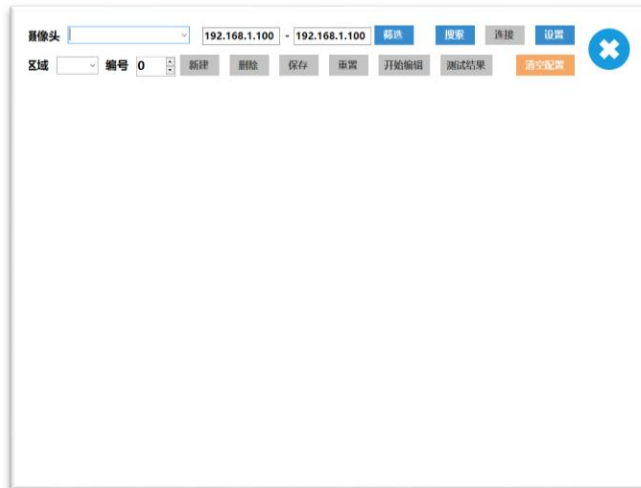 摄像头 192.168.1.100 - 192.168.1.100 筛选 搜索 连接 设置
区域 编号 0 新建 删除 保存 重置 开始编辑 测试结果 清空配置